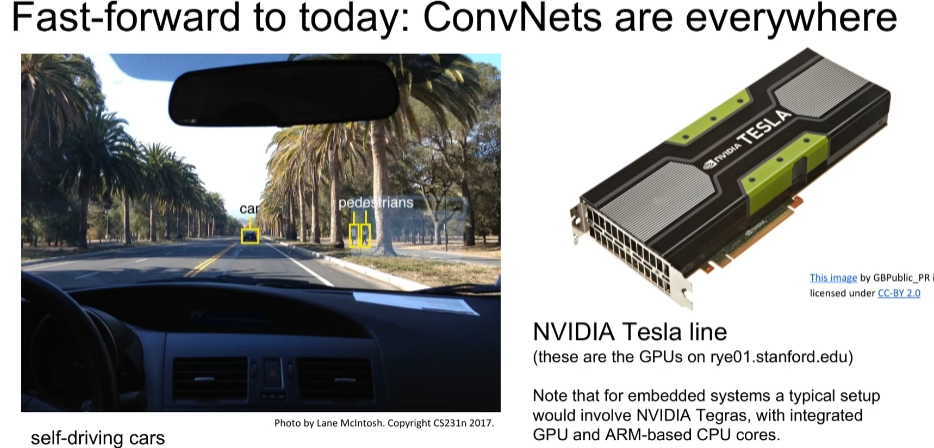 Fast-forward to today: ConvNets are everywhere
car
pedestrians
NVIDIA TESLA
This image by GBPublic_PR i
licensed under CC-BY 2.0
NVIDIA Tesla line
(these are the GPUs on rye01.stanford.edu)
Note that for embedded systems a typical setup
would involve NVIDIA Tegras, with integrated
GPU and ARM-based CPU cores.
Photo by Lane McIntosh. Copyright CS231n 2017.
self-driving cars